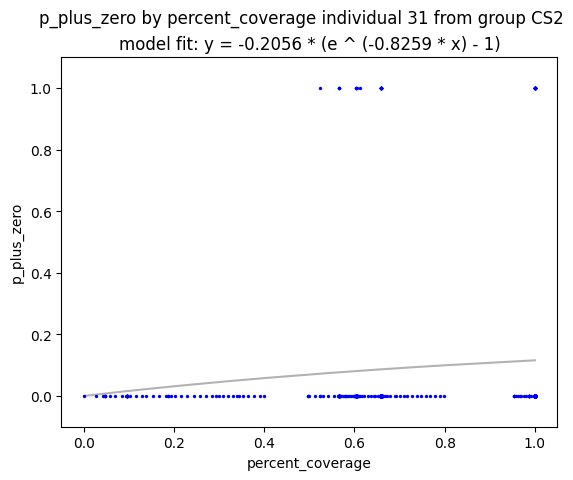 p_plus_zero by percent_coverage individual 31 from group CS2
model fit: y = -0.2056 * (e ^ (-0.8259 * x) - 1)
1.0
0.8
0.6
0.4
0.2
0.0
p_plus_zero
0.0 0.2 0.4 0.6 0.8 1.0
percent_coverage